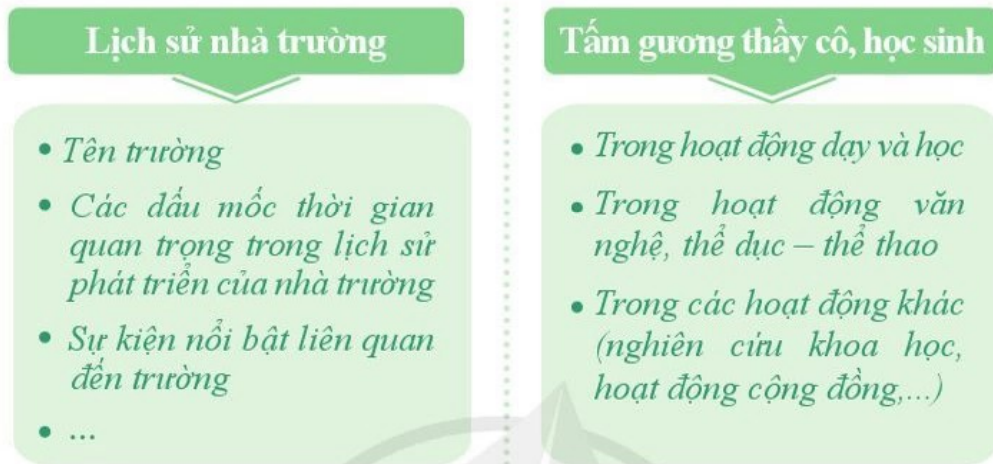 Lịch sử nhà trường
• Tên trường
• Các dấu mốc thời gian
quan trọng trong lịch sử
phát triển của nhà trường
• Sự kiện nổi bật liên quan
đến trường
• ...
Tấm gương thầy cô, học sinh
• Trong hoạt động dạy và học
• Trong hoạt động văn
nghệ, thể dục – thể thao
• Trong các hoạt động khác
(nghiên cứu khoa học,
hoạt động cộng đồng,...)